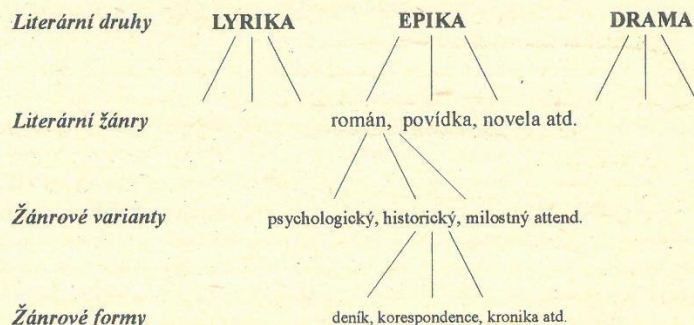 Literární druhy LYRIKA EPIKA DRAMA
Literární žánry román, povídka, novela atd.
Žánrové varianty psychologický, historický, milostný attend.
Žánrové formy deník, korespondence, kronika atd.